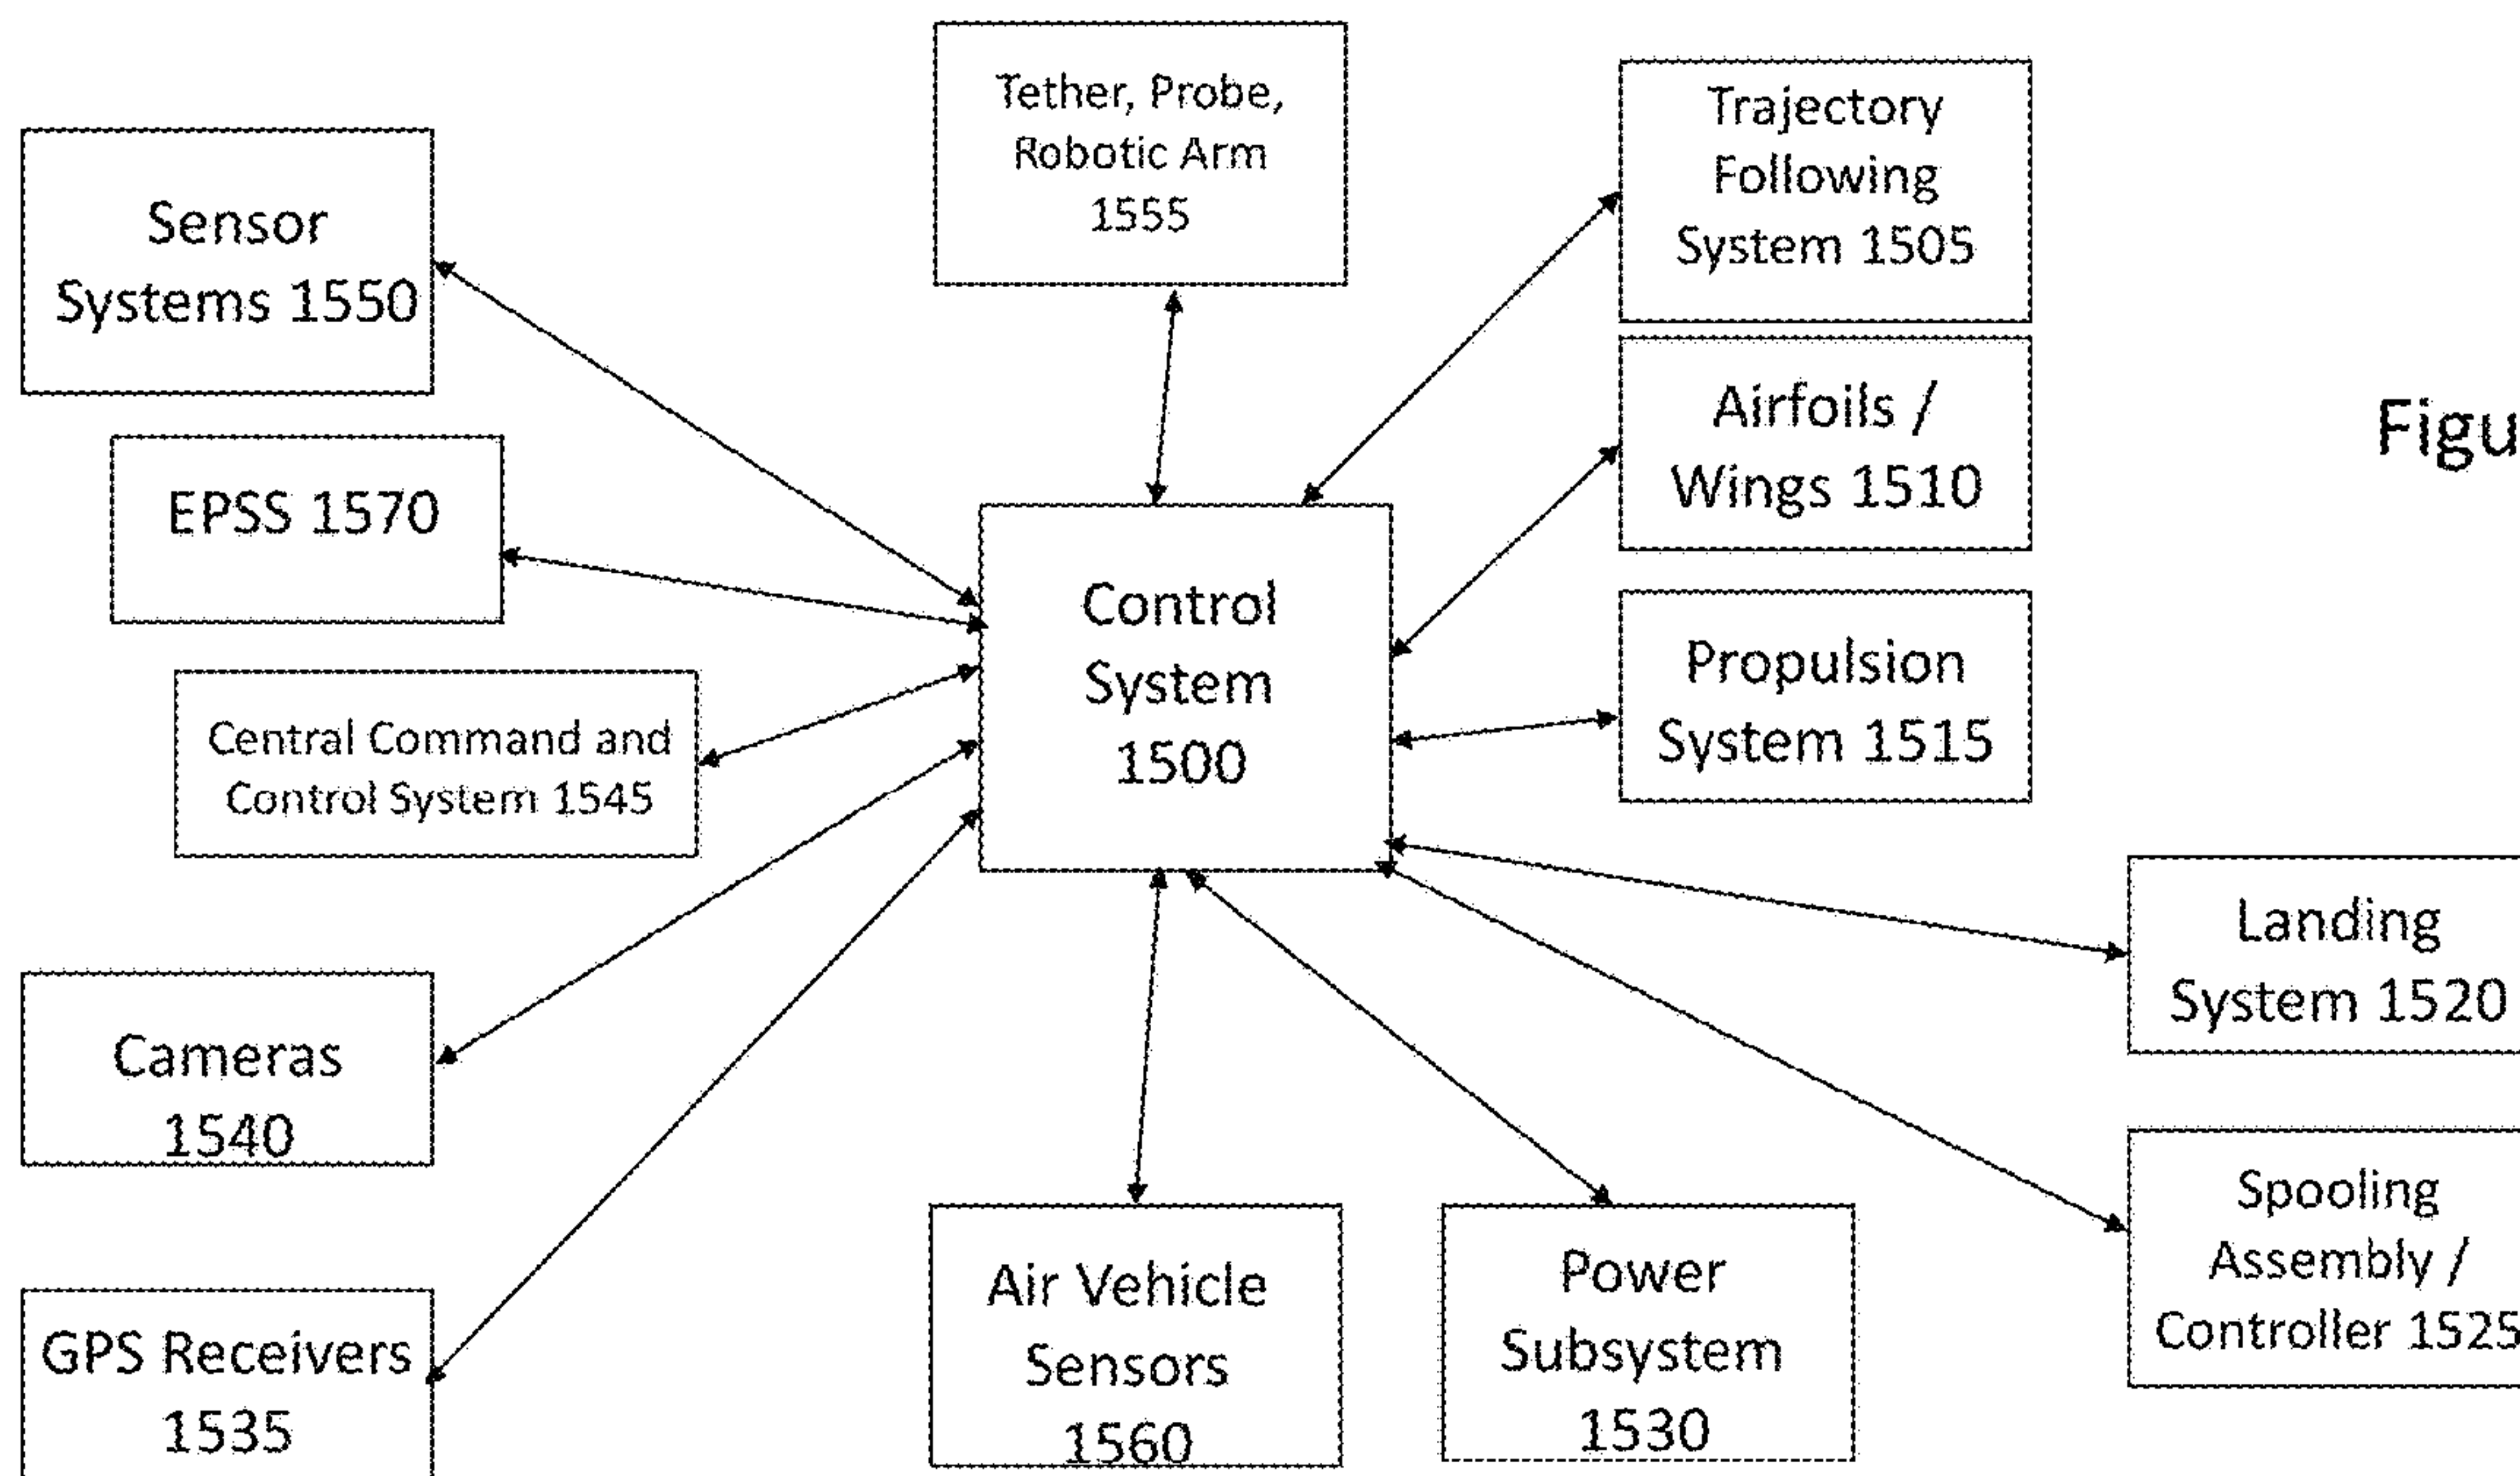 Tether, Probe,
Robotic Arm
1555
Trajectory
Following
System 1505
Sensor
Systems 1550
Airfoils /
Wings 1510
Figu
EPSS 1570
Control
System
1500
Propulsion
System 1515
Central Command and
Control System 1545
Landing
System 1520
Cameras
1540
Spooling
Assembly /
Controller 1525
GPS Receivers
1535
Air Vehicle
Sensors
1560
Power
Subsystem
1530